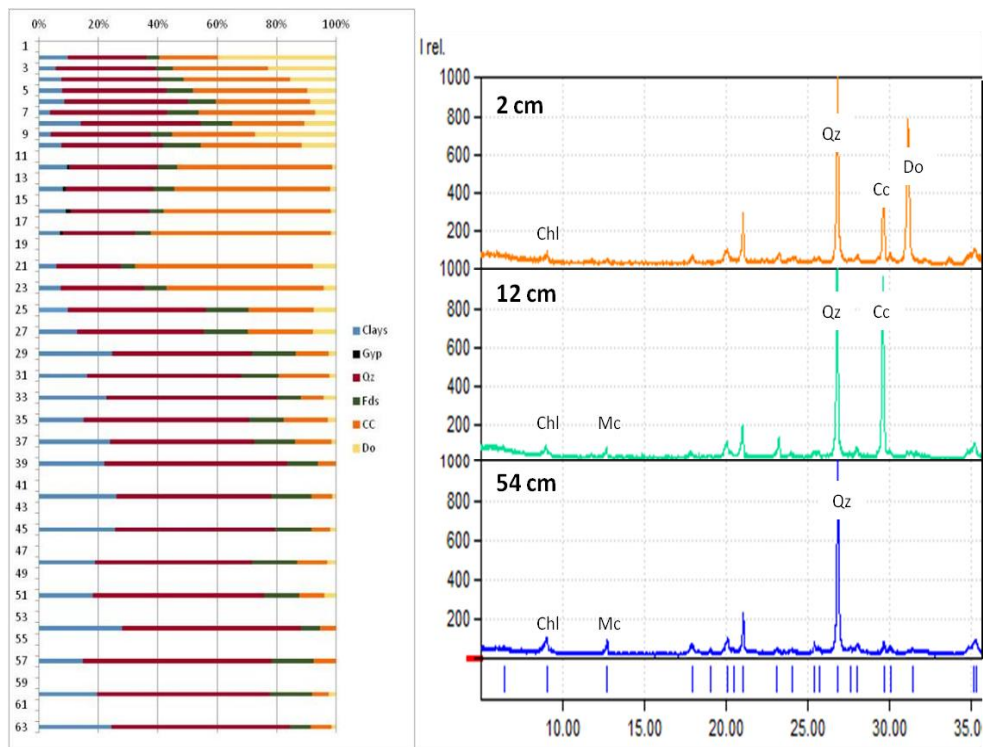 0% 20% 40% 60% 80% 100%
1
3
5
7
9
11
13
15
17
19
21
23
25
27
29
31
33
35
37
39
41
43
45
47
49
51
53
55
57
59
61
63
Clays
Gyp
Qz
Fds
CC
Do
I rel.
1000
2 cm
800
Qz
600
Do
Cc
400
200
Chl
1000
12 cm
800
Qz Cc
600
400
200
Chl Mc
1000
54 cm
800
Qz
600
400
200
Chl Mc
10.00 15.00 20.00 25.00 30.00 35.0